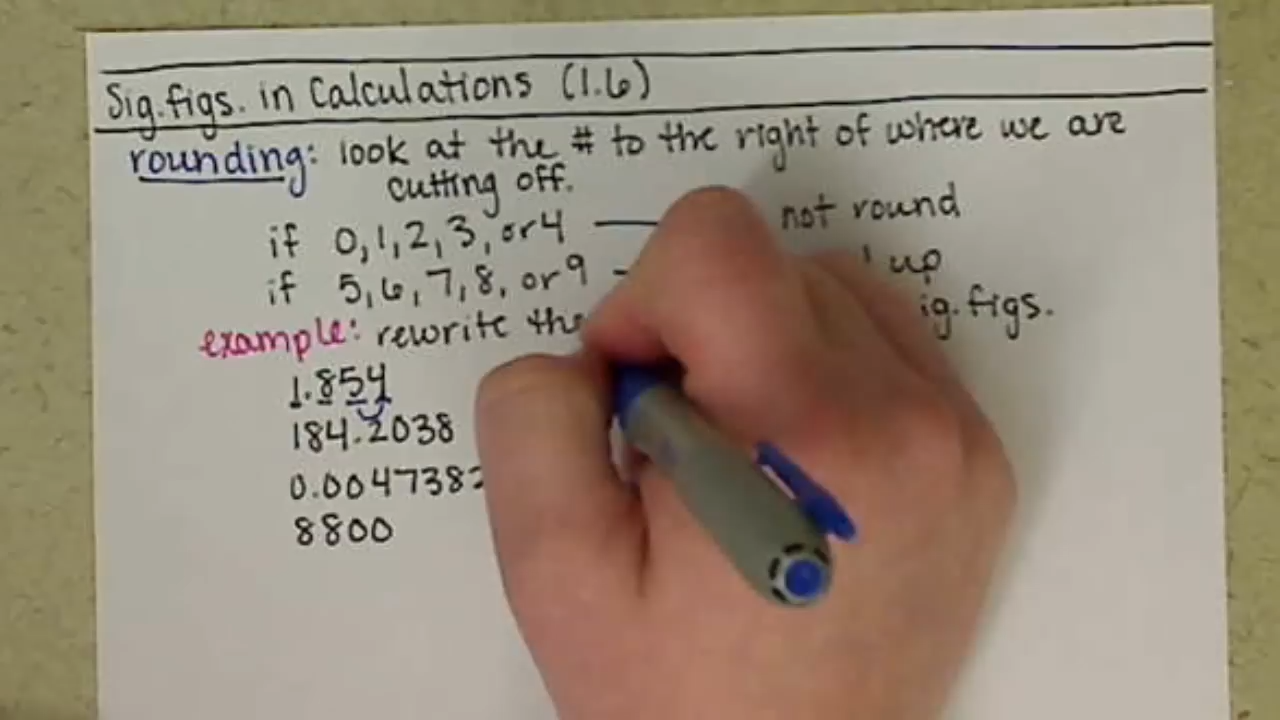 Sig.figs. in Calculations (1.6)
rounding: look at the # to the right of where we are
cutting off.
if 0,1,2,3, or 4 not round
if 5,6,7,8, or 9 up
example: rewrite the ig.figs.
1.854
184.2038
0.0047382
8800